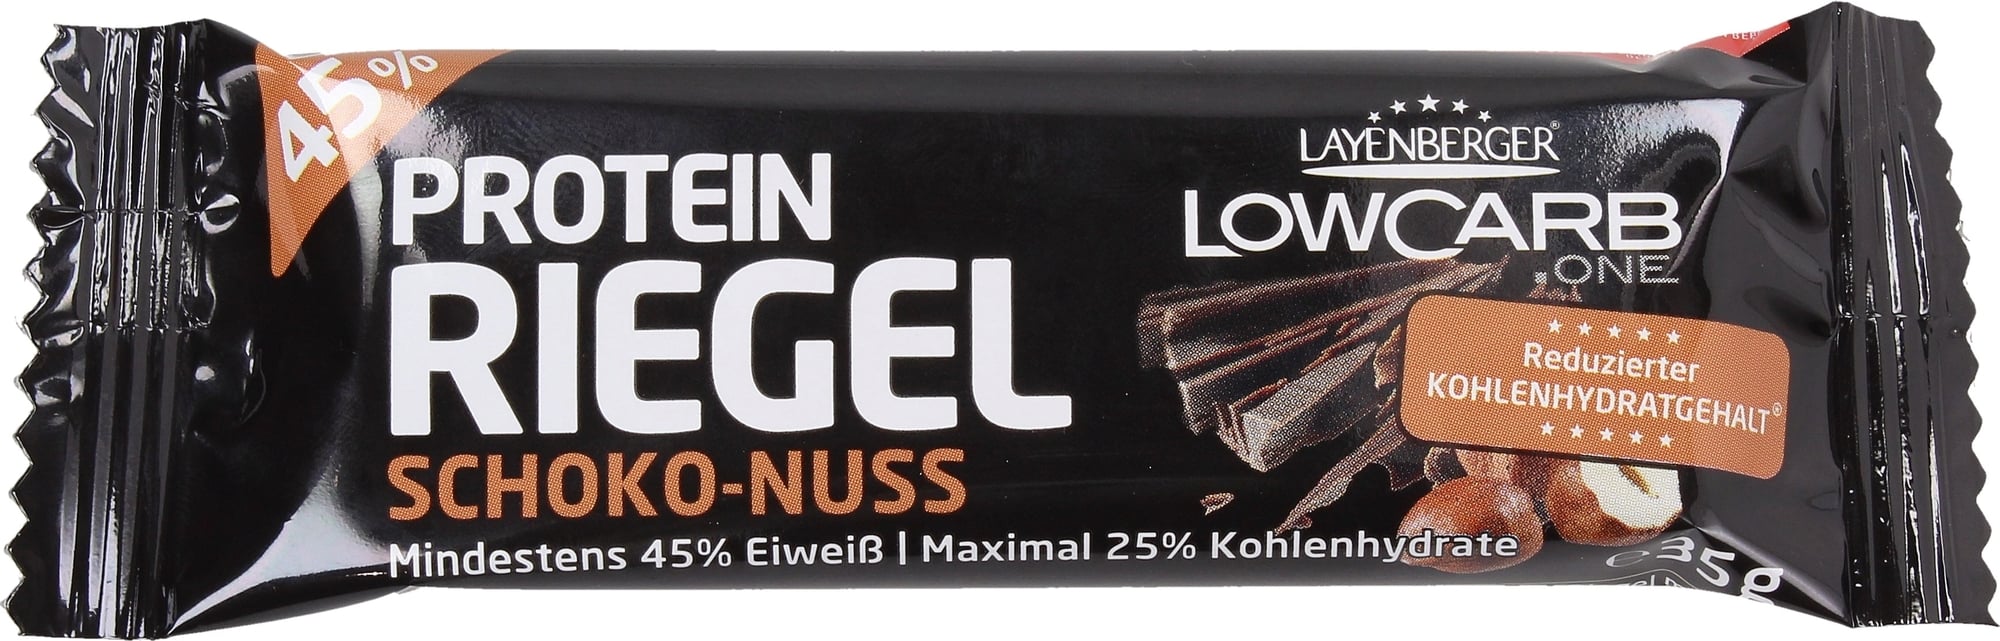 45%
PROTEIN
RIEGEL
SCHOKO-NUSS
Mindestens 45% Eiweiß | Maximal 25% Kohlenhydrate
LAYENBERGER®
LOWCARB
.ONE
Reduzierter
KOHLENHYDRATGEHALT®
℮35g